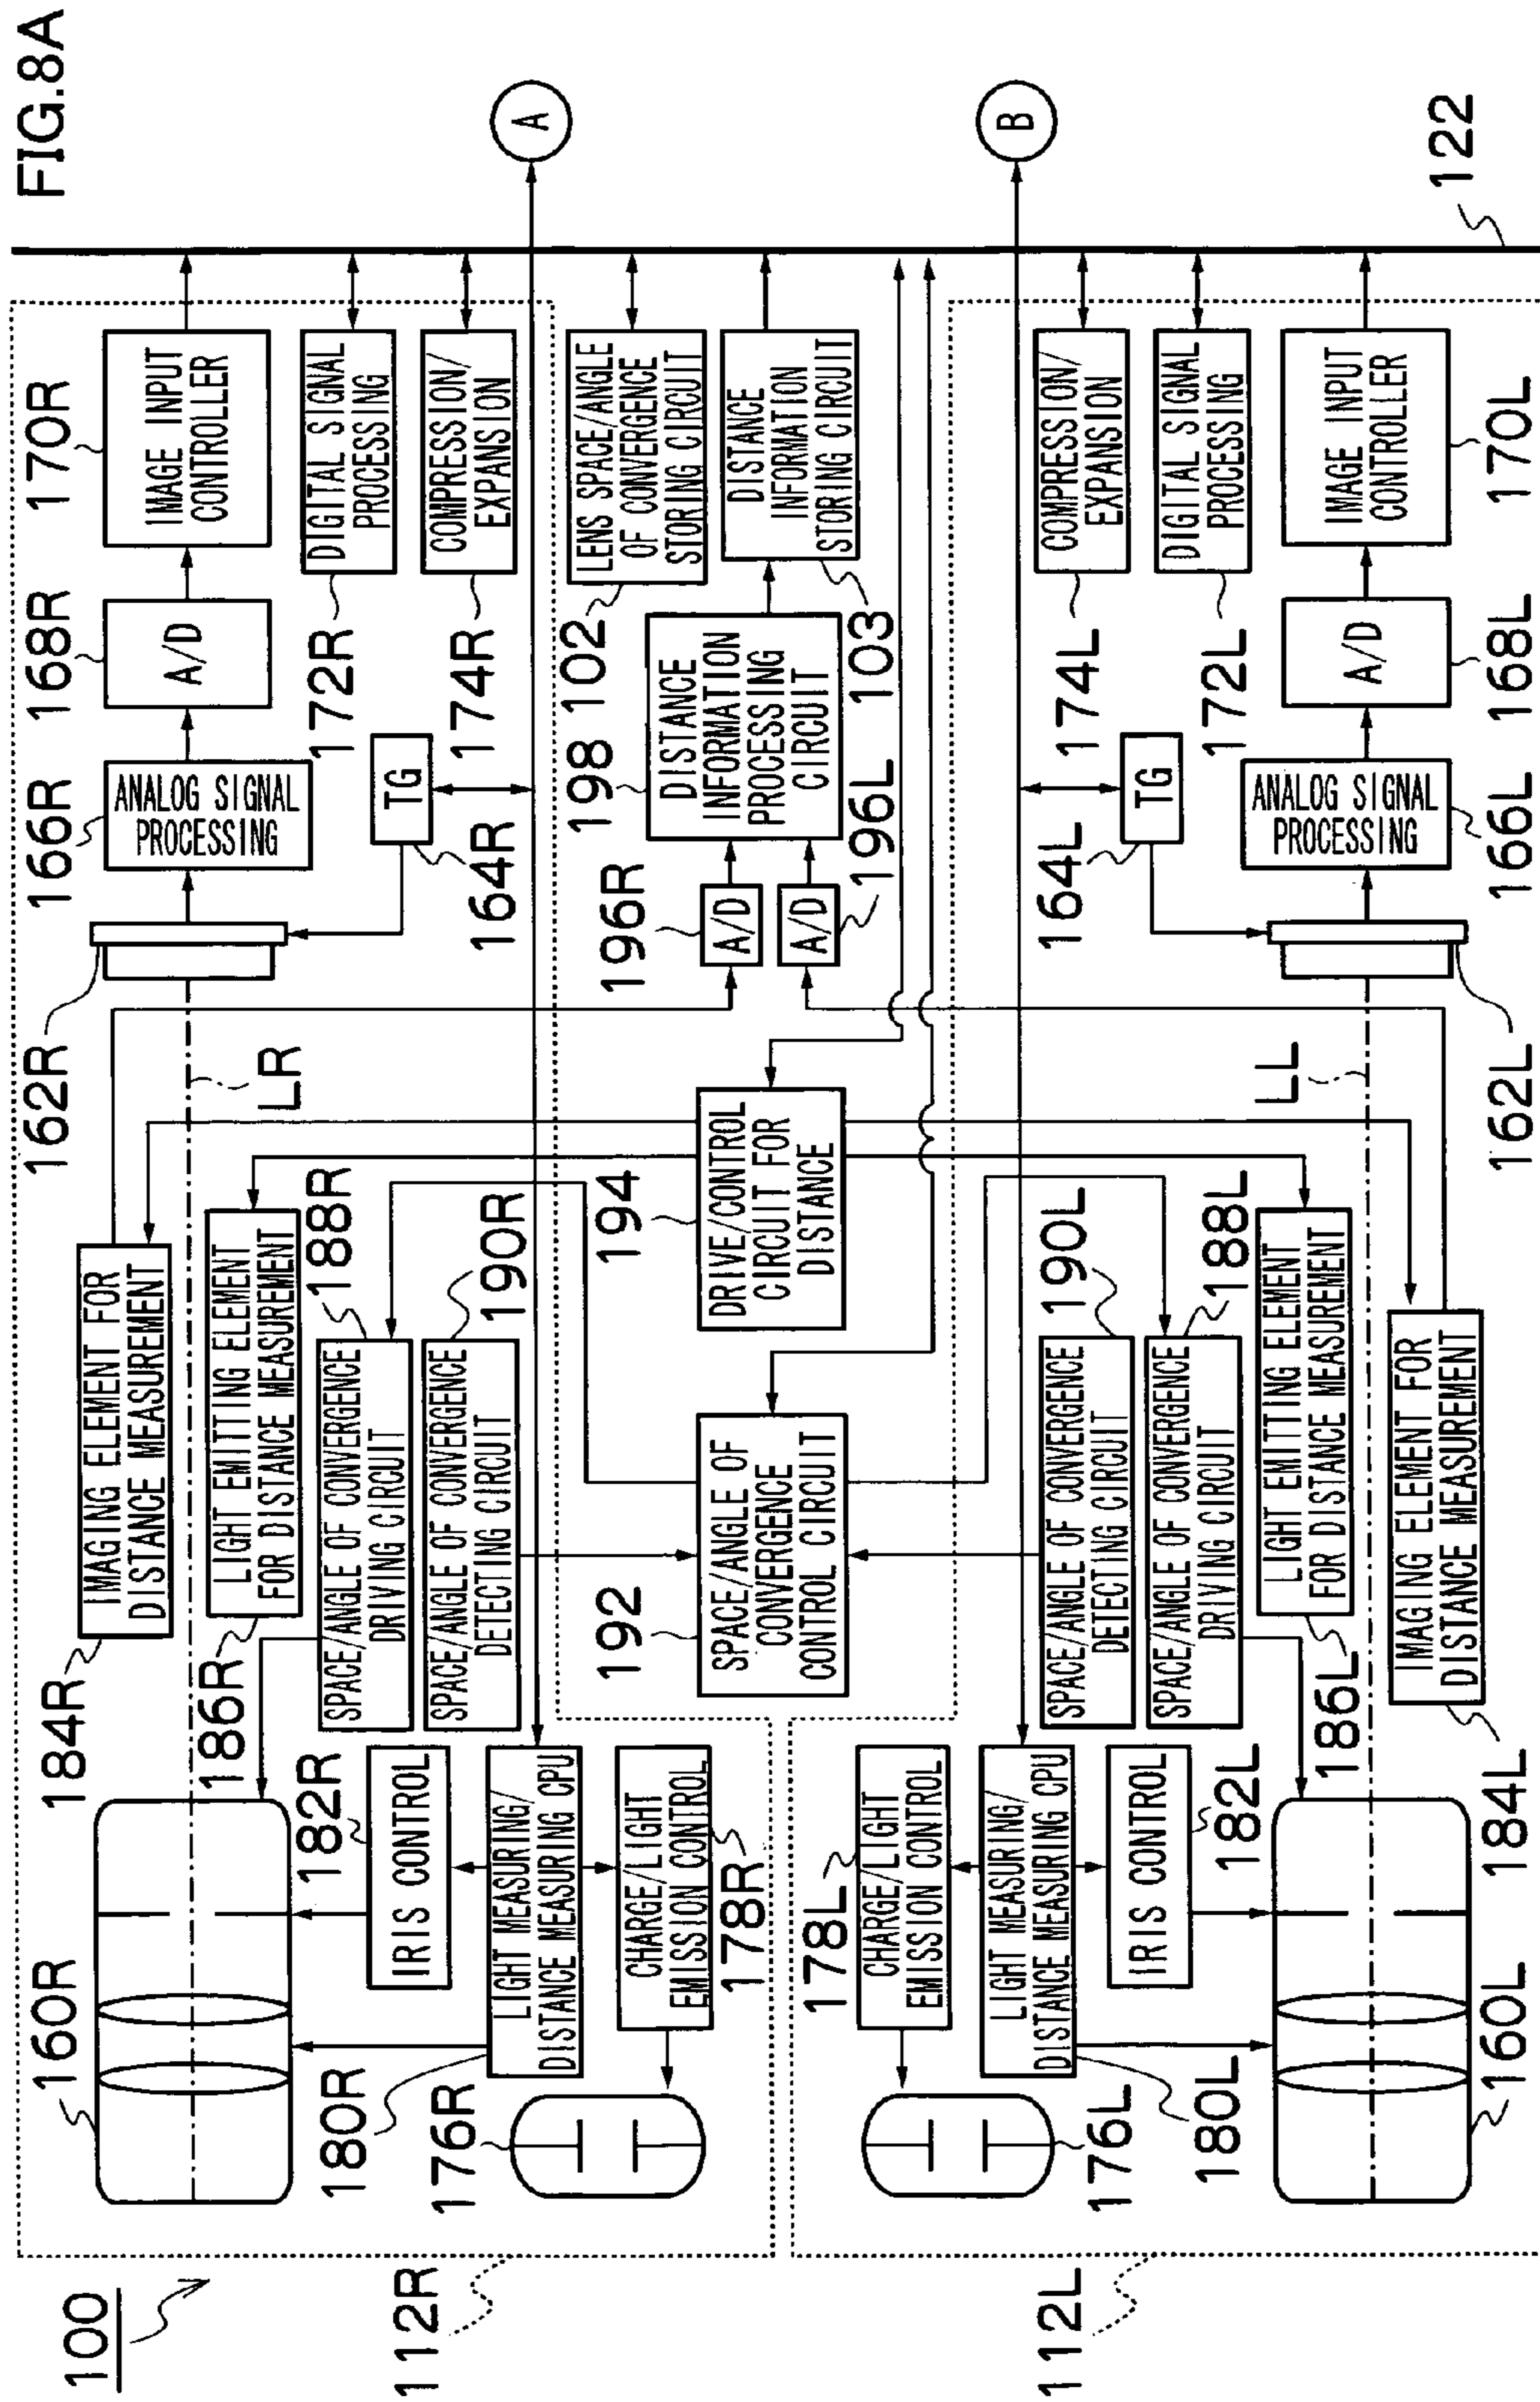 FIG.8A
100
160R
184R
162R
166R
168R
170R
IMAGING ELEMENT FOR
DISTANCE MEASUREMENT
LR
ANALOG SIGNAL
PROCESSING
A/D
IMAGE INPUT
CONTROLLER
186R
LIGHT EMITTING ELEMENT
FOR DISTANCE MEASUREMENT
182R
IRIS CONTROL
188R
SPACE/ANGLE OF CONVERGENCE
DRIVING CIRCUIT
TG
164R
172R
DIGITAL SIGNAL
PROCESSING
180R
LIGHT MEASURING/
DISTANCE MEASURING CPU
190R
SPACE/ANGLE OF CONVERGENCE
DETECTING CIRCUIT
174R
COMPRESSION/
EXPANSION
A
112R
176R
CHARGE/LIGHT
EMISSION CONTROL
178R
192
SPACE/ANGLE OF
CONVERGENCE
CONTROL CIRCUIT
194
DRIVE/CONTROL
CIRCUIT FOR
DISTANCE
196R
A/D
A/D
196L
198
DISTANCE
INFORMATION
PROCESSING
CIRCUIT
102
LENS SPACE/ANGLE
OF CONVERGENCE
STORING CIRCUIT
103
DISTANCE
INFORMATION
STORING CIRCUIT
178L
CHARGE/LIGHT
EMISSION CONTROL
176L
B
112L
180L
LIGHT MEASURING/
DISTANCE MEASURING CPU
190L
SPACE/ANGLE OF CONVERGENCE
DETECTING CIRCUIT
164L
TG
174L
COMPRESSION/
EXPANSION
182L
IRIS CONTROL
188L
SPACE/ANGLE OF CONVERGENCE
DRIVING CIRCUIT
172L
DIGITAL SIGNAL
PROCESSING
186L
LIGHT EMITTING ELEMENT
FOR DISTANCE MEASUREMENT
LL
ANALOG SIGNAL
PROCESSING
A/D
IMAGE INPUT
CONTROLLER
IMAGING ELEMENT FOR
DISTANCE MEASUREMENT
160L
184L
162L
166L
168L
170L
122